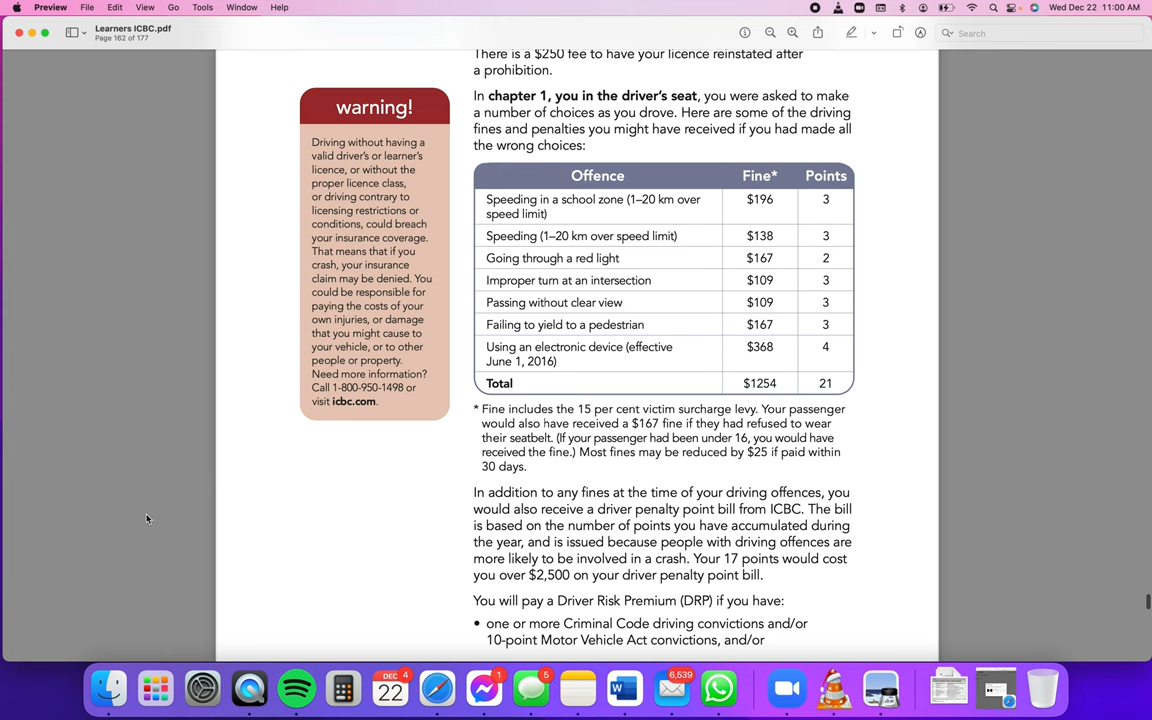 Preview File Edit View Go Tools Window Help
Wed Dec 22 11:00 AM
Learners ICBC.pdf
Page 162 of 177
Search
There is a $250 fee to have your licence reinstated after
a prohibition.
In chapter 1, you in the driver's seat, you were asked to make
a number of choices as you drove. Here are some of the driving
fines and penalties you might have received if you had made all
the wrong choices:
warning!
Driving without having a
valid driver's or learner's
licence, or without the
proper licence class,
or driving contrary to
licensing restrictions or
conditions, could breach
your insurance coverage.
That means that if you
crash, your insurance
claim may be denied. You
could be responsible for
paying the costs of your
own injuries, or damage
that you might cause to
your vehicle, or to other
people or property.
Need more information?
Call 1-800-950-1498 or
visit icbc.com.
Offence Fine* Points
Speeding in a school zone (1–20 km over $196 3
speed limit)
Speeding (1–20 km over speed limit) $138 3
Going through a red light $167 2
Improper turn at an intersection $109 3
Passing without clear view $109 3
Failing to yield to a pedestrian $167 3
Using an electronic device (effective $368 4
June 1, 2016)
Total $1254 21
* Fine includes the 15 per cent victim surcharge levy. Your passenger
would also have received a $167 fine if they had refused to wear
their seatbelt. (If your passenger had been under 16, you would have
received the fine.) Most fines may be reduced by $25 if paid within
30 days.
In addition to any fines at the time of your driving offences, you
would also receive a driver penalty point bill from ICBC. The bill
is based on the number of points you have accumulated during
the year, and is issued because people with driving offences are
more likely to be involved in a crash. Your 17 points would cost
you over $2,500 on your driver penalty point bill.
You will pay a Driver Risk Premium (DRP) if you have:
• one or more Criminal Code driving convictions and/or
10-point Motor Vehicle Act convictions, and/or
DEC 4 1 5 6,539
22